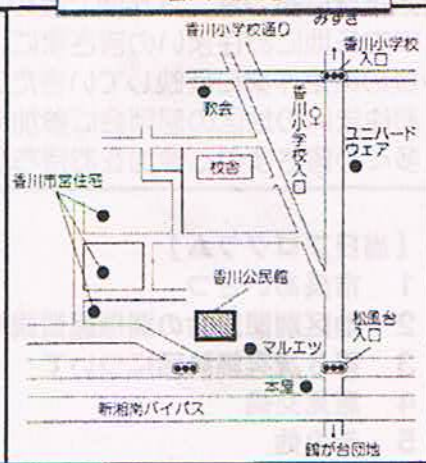 香川小学校通り
みずき
香川小学校
入口
教会
香川小学校入口
ユニハード
ウェア
校舎
香川市営住宅
香川公民館
マルエツ
松風台
入口
本屋
新湘南バイパス
鶴が台団地